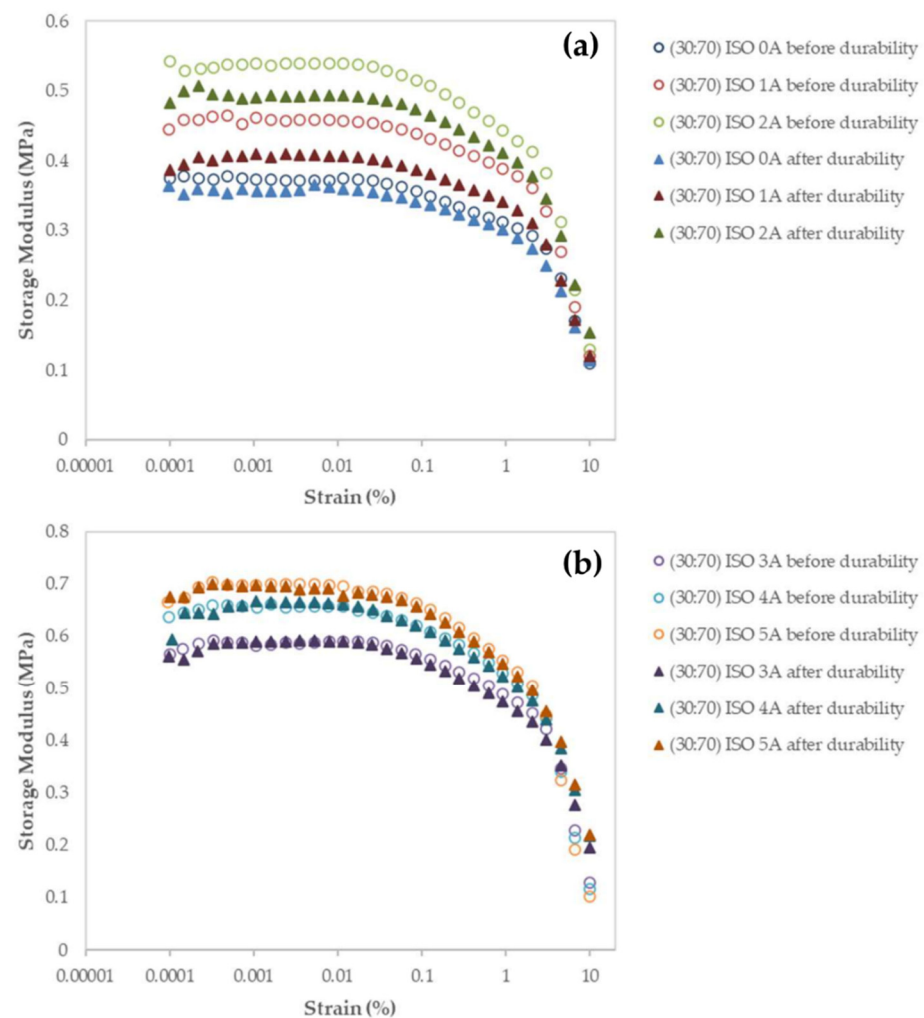 (a)
0.6
0.5
0.4
0.3
0.2
0.1
0
Storage Modulus (MPa)
0.00001 0.0001 0.001 0.01 0.1 1 10
Strain (%)
(30:70) ISO 0A before durability
(30:70) ISO 1A before durability
(30:70) ISO 2A before durability
(30:70) ISO 0A after durability
(30:70) ISO 1A after durability
(30:70) ISO 2A after durability
(b)
0.8
0.7
0.6
0.5
0.4
0.3
0.2
0.1
0
Storage Modulus (MPa)
0.00001 0.0001 0.001 0.01 0.1 1 10
Strain (%)
(30:70) ISO 3A before durability
(30:70) ISO 4A before durability
(30:70) ISO 5A before durability
(30:70) ISO 3A after durability
(30:70) ISO 4A after durability
(30:70) ISO 5A after durability